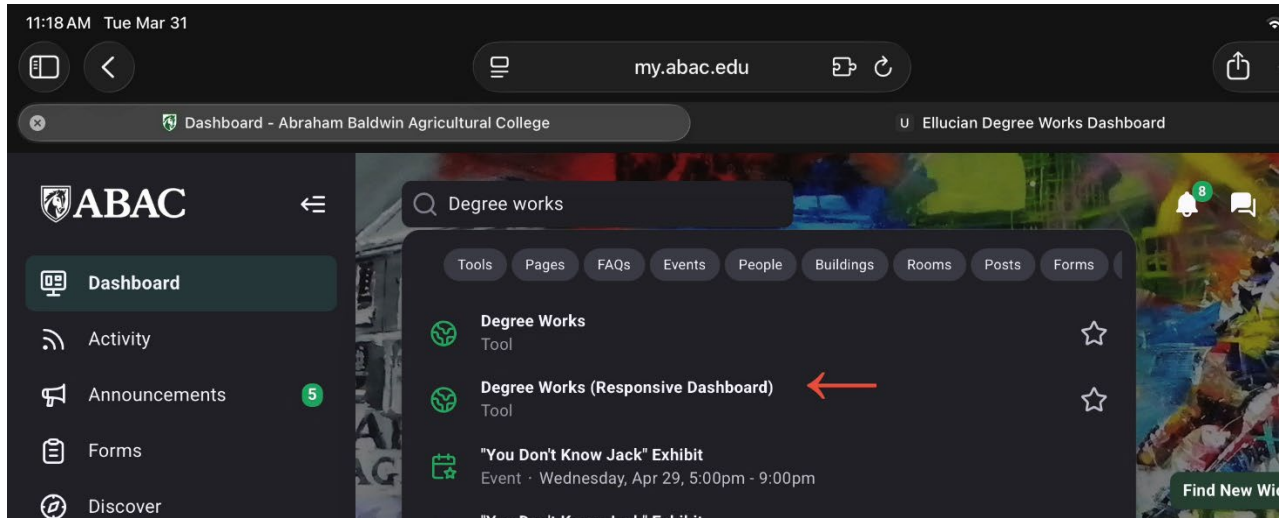 11:18 AM Tue Mar 31
my.abac.edu
Dashboard - Abraham Baldwin Agricultural College
U Ellucian Degree Works Dashboard
ABAC
Degree works
8
Tools Pages FAQs Events People Buildings Rooms Posts Forms
Dashboard
Degree Works
Tool
Activity
Degree Works (Responsive Dashboard)
Tool
Announcements 5
Forms
"You Don't Know Jack" Exhibit
Event · Wednesday, Apr 29, 5:00pm - 9:00pm
Find New
Discover